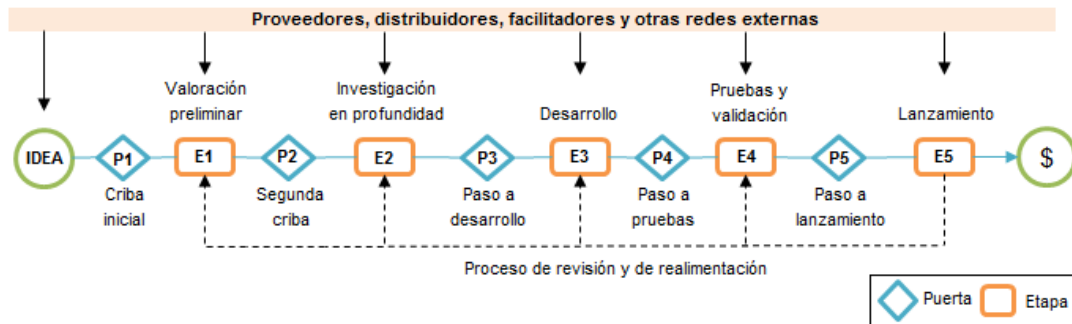 Proveedores, distribuidores, facilitadores y otras redes externas
Valoración
preliminar
Investigación
en profundidad
Desarrollo
Pruebas y
validación
Lanzamiento
IDEA
P1
E1
P2
E2
P3
E3
P4
E4
P5
E5
$
Criba
inicial
Segunda
criba
Paso a
desarrollo
Paso a
pruebas
Paso a
lanzamiento
Proceso de revisión y de realimentación
Puerta
Etapa